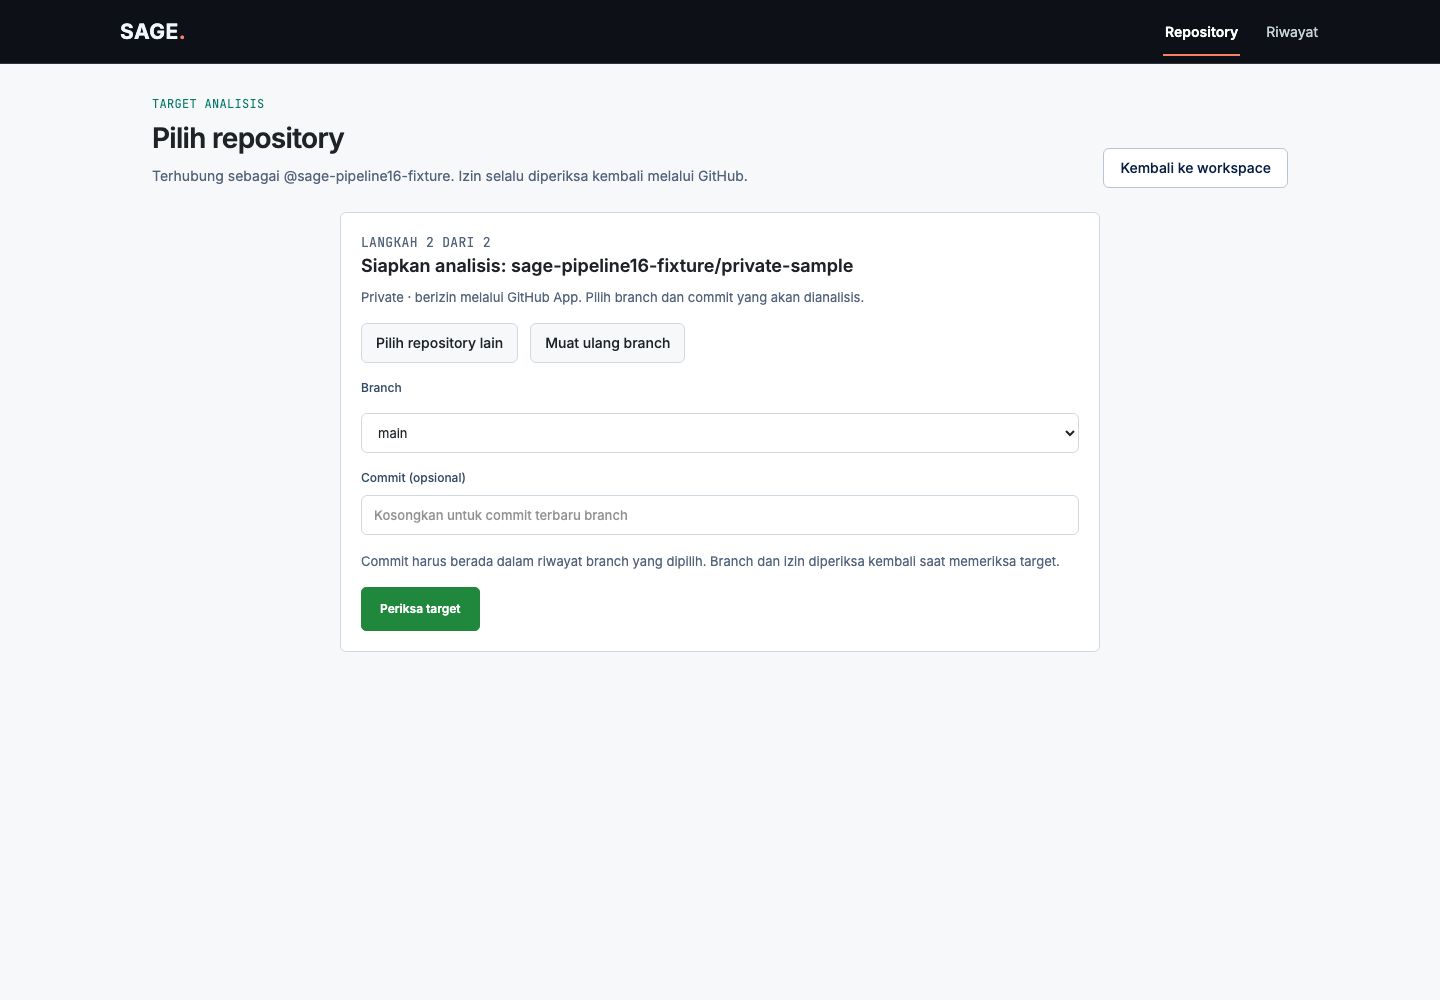 SAGE.
Repository
Riwayat
TARGET ANALISIS
Pilih repository
Terhubung sebagai @sage-pipeline16-fixture. Izin selalu diperiksa kembali melalui GitHub.
Kembali ke workspace
LANGKAH 2 DARI 2
Siapkan analisis: sage-pipeline16-fixture/private-sample
Private · berizin melalui GitHub App. Pilih branch dan commit yang akan dianalisis.
Pilih repository lain
Muat ulang branch
Branch
main
Commit (opsional)
Kosongkan untuk commit terbaru branch
Commit harus berada dalam riwayat branch yang dipilih. Branch dan izin diperiksa kembali saat memeriksa target.
Periksa target